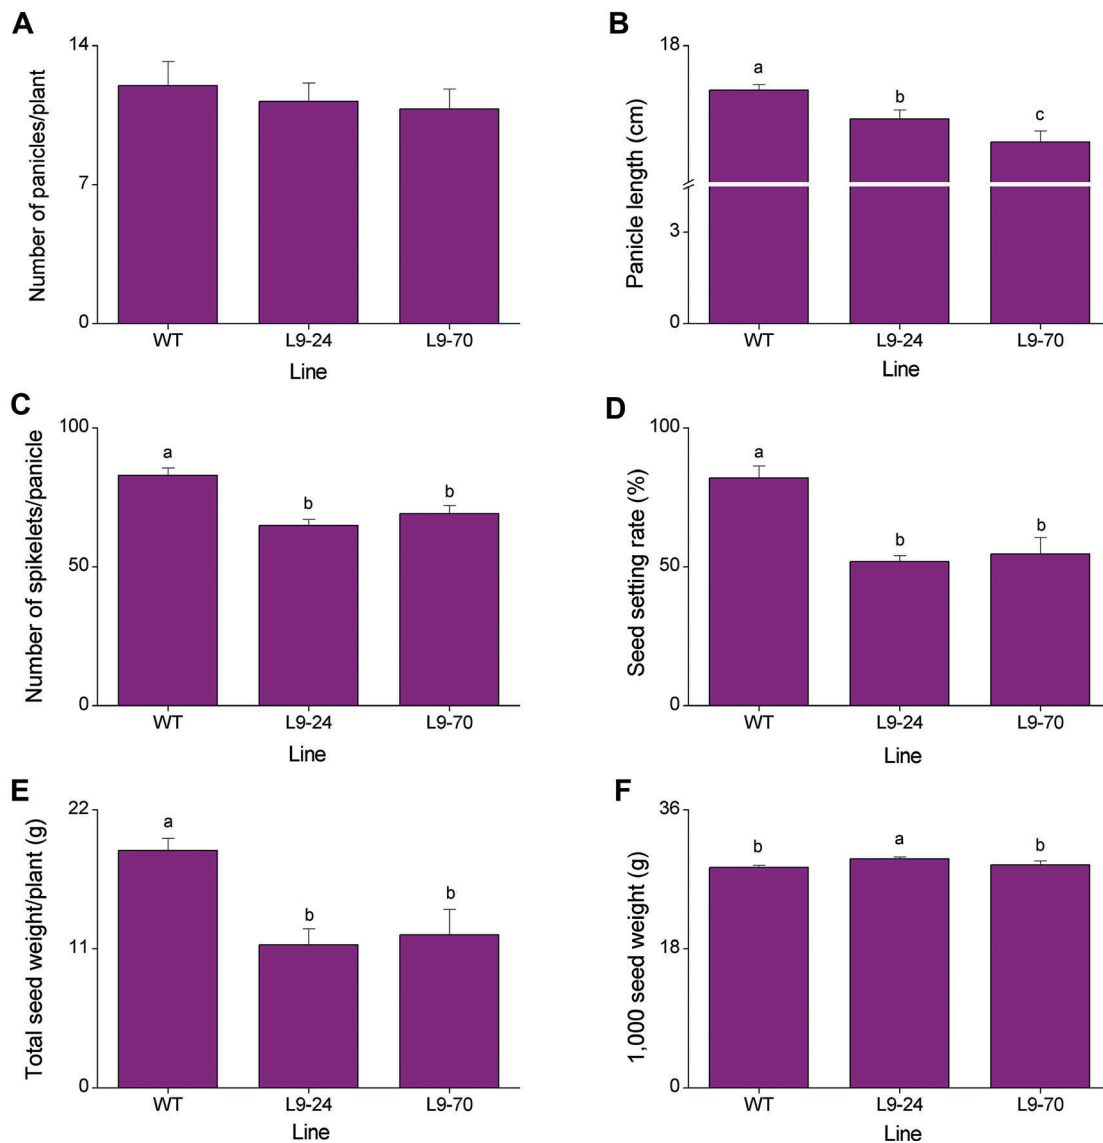 A
Number of panicles/plant
14
7
0
WT
L9-24
L9-70
Line
B
Panicle length (cm)
18
3
0
a
b
c
WT
L9-24
L9-70
Line
C
Number of spikelets/panicle
100
50
0
a
b
b
WT
L9-24
L9-70
Line
D
Seed setting rate (%)
100
50
0
a
b
b
WT
L9-24
L9-70
Line
E
Total seed weight/plant (g)
22
11
0
a
b
b
WT
L9-24
L9-70
Line
F
1,000 seed weight (g)
36
18
0
b
a
b
WT
L9-24
L9-70
Line